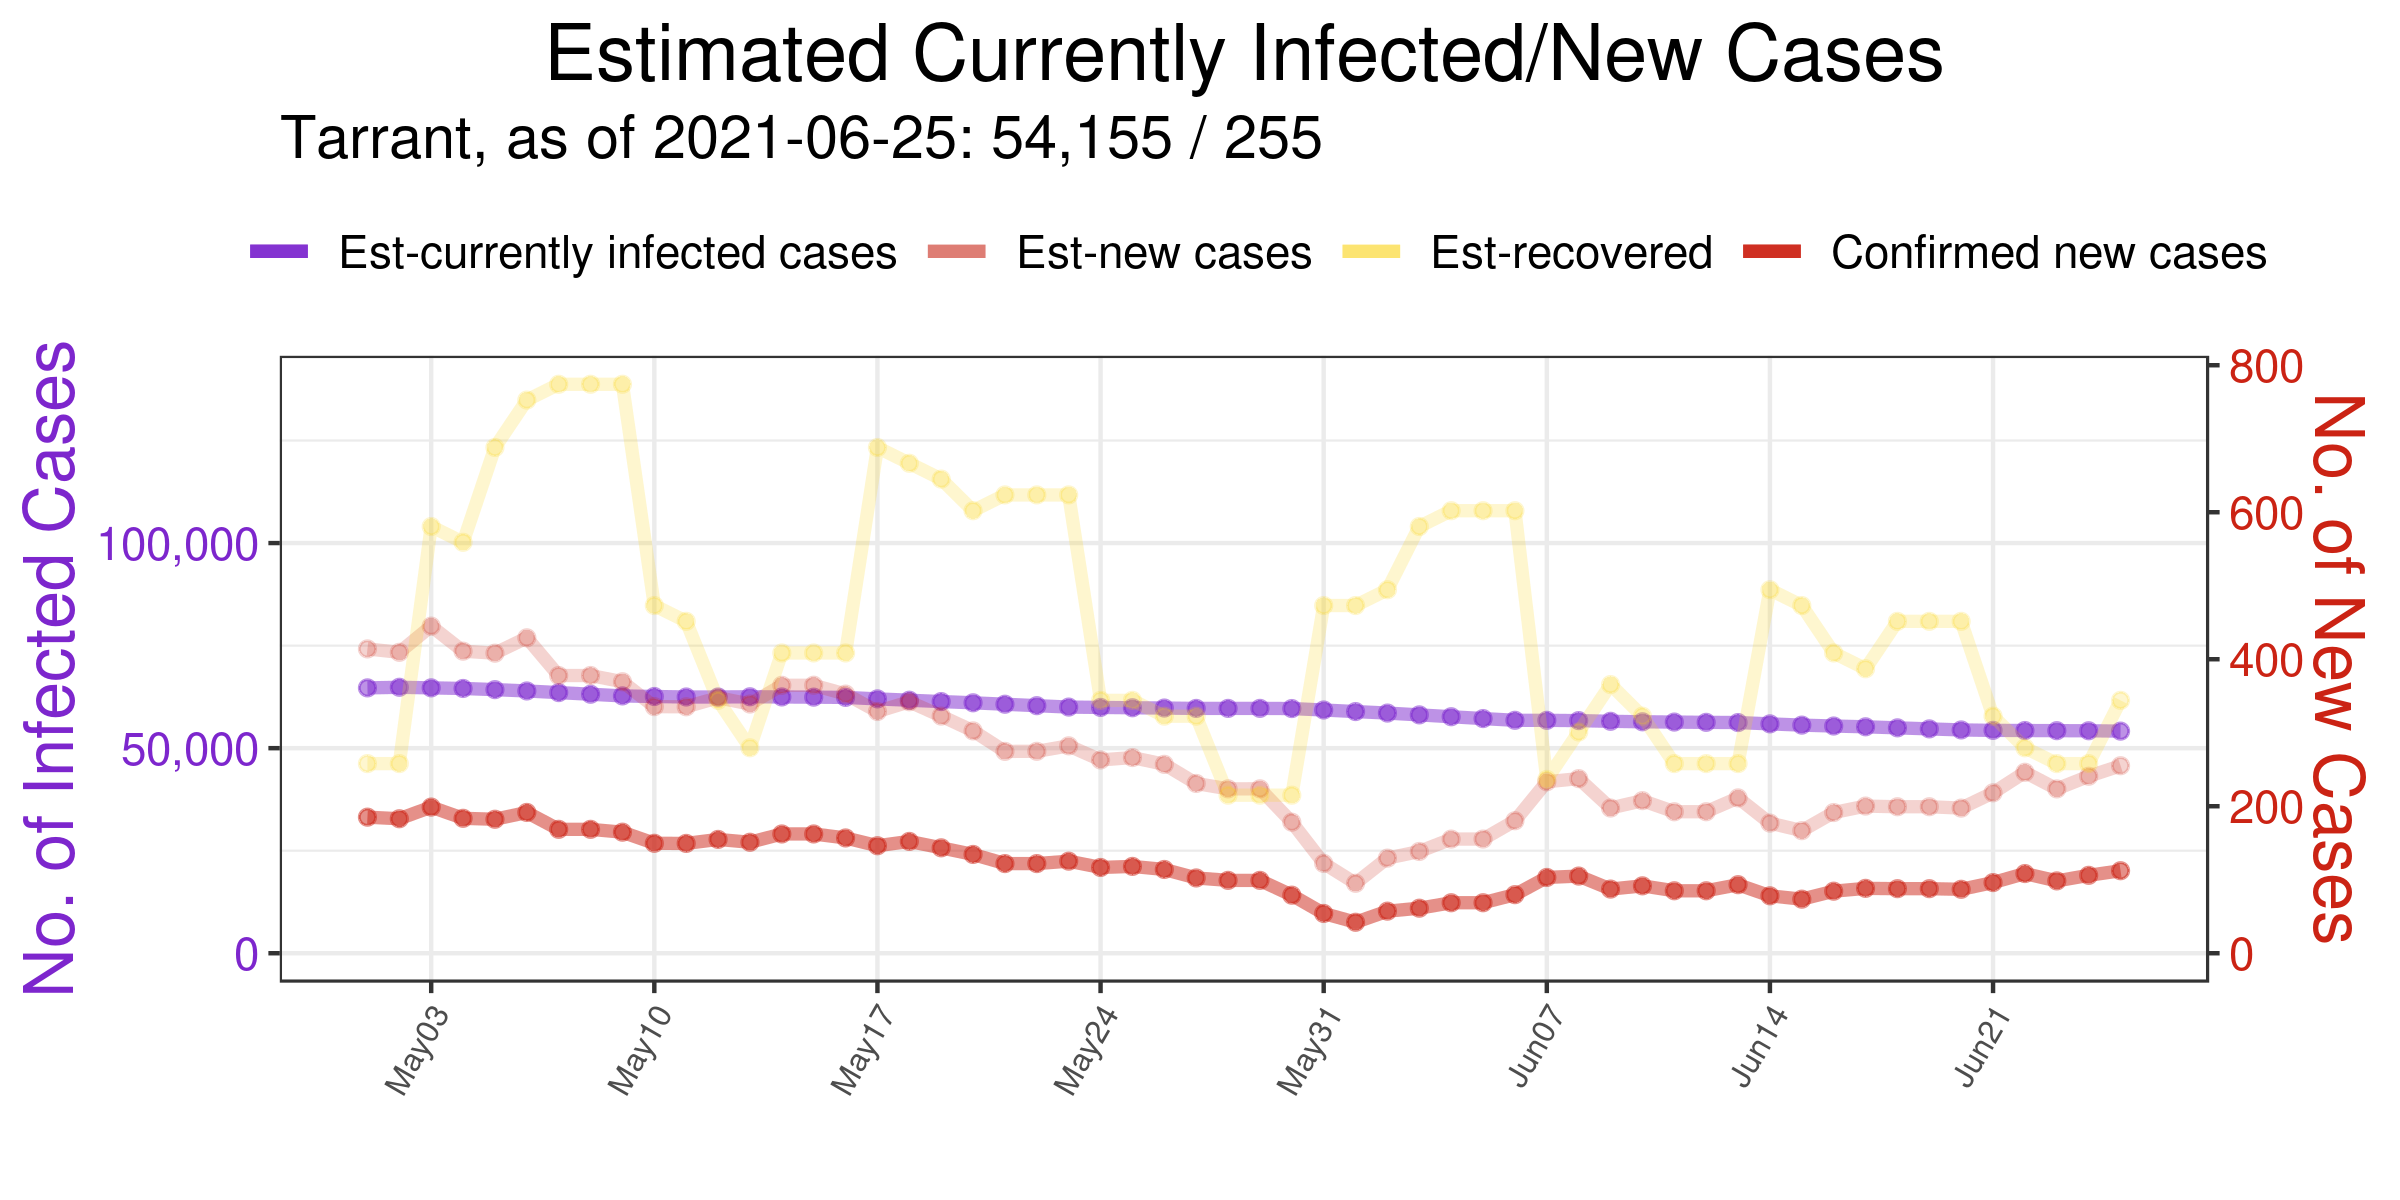 Estimated Currently Infected/New Cases
Tarrant, as of 2021-06-25: 54,155 / 255
Est-currently infected cases Est-new cases Est-recovered Confirmed new cases
No. of Infected Cases
100,000
50,000
0
800
600
400
200
0
No. of New Cases
May03 May10 May17 May24 May31 Jun07 Jun14 Jun21